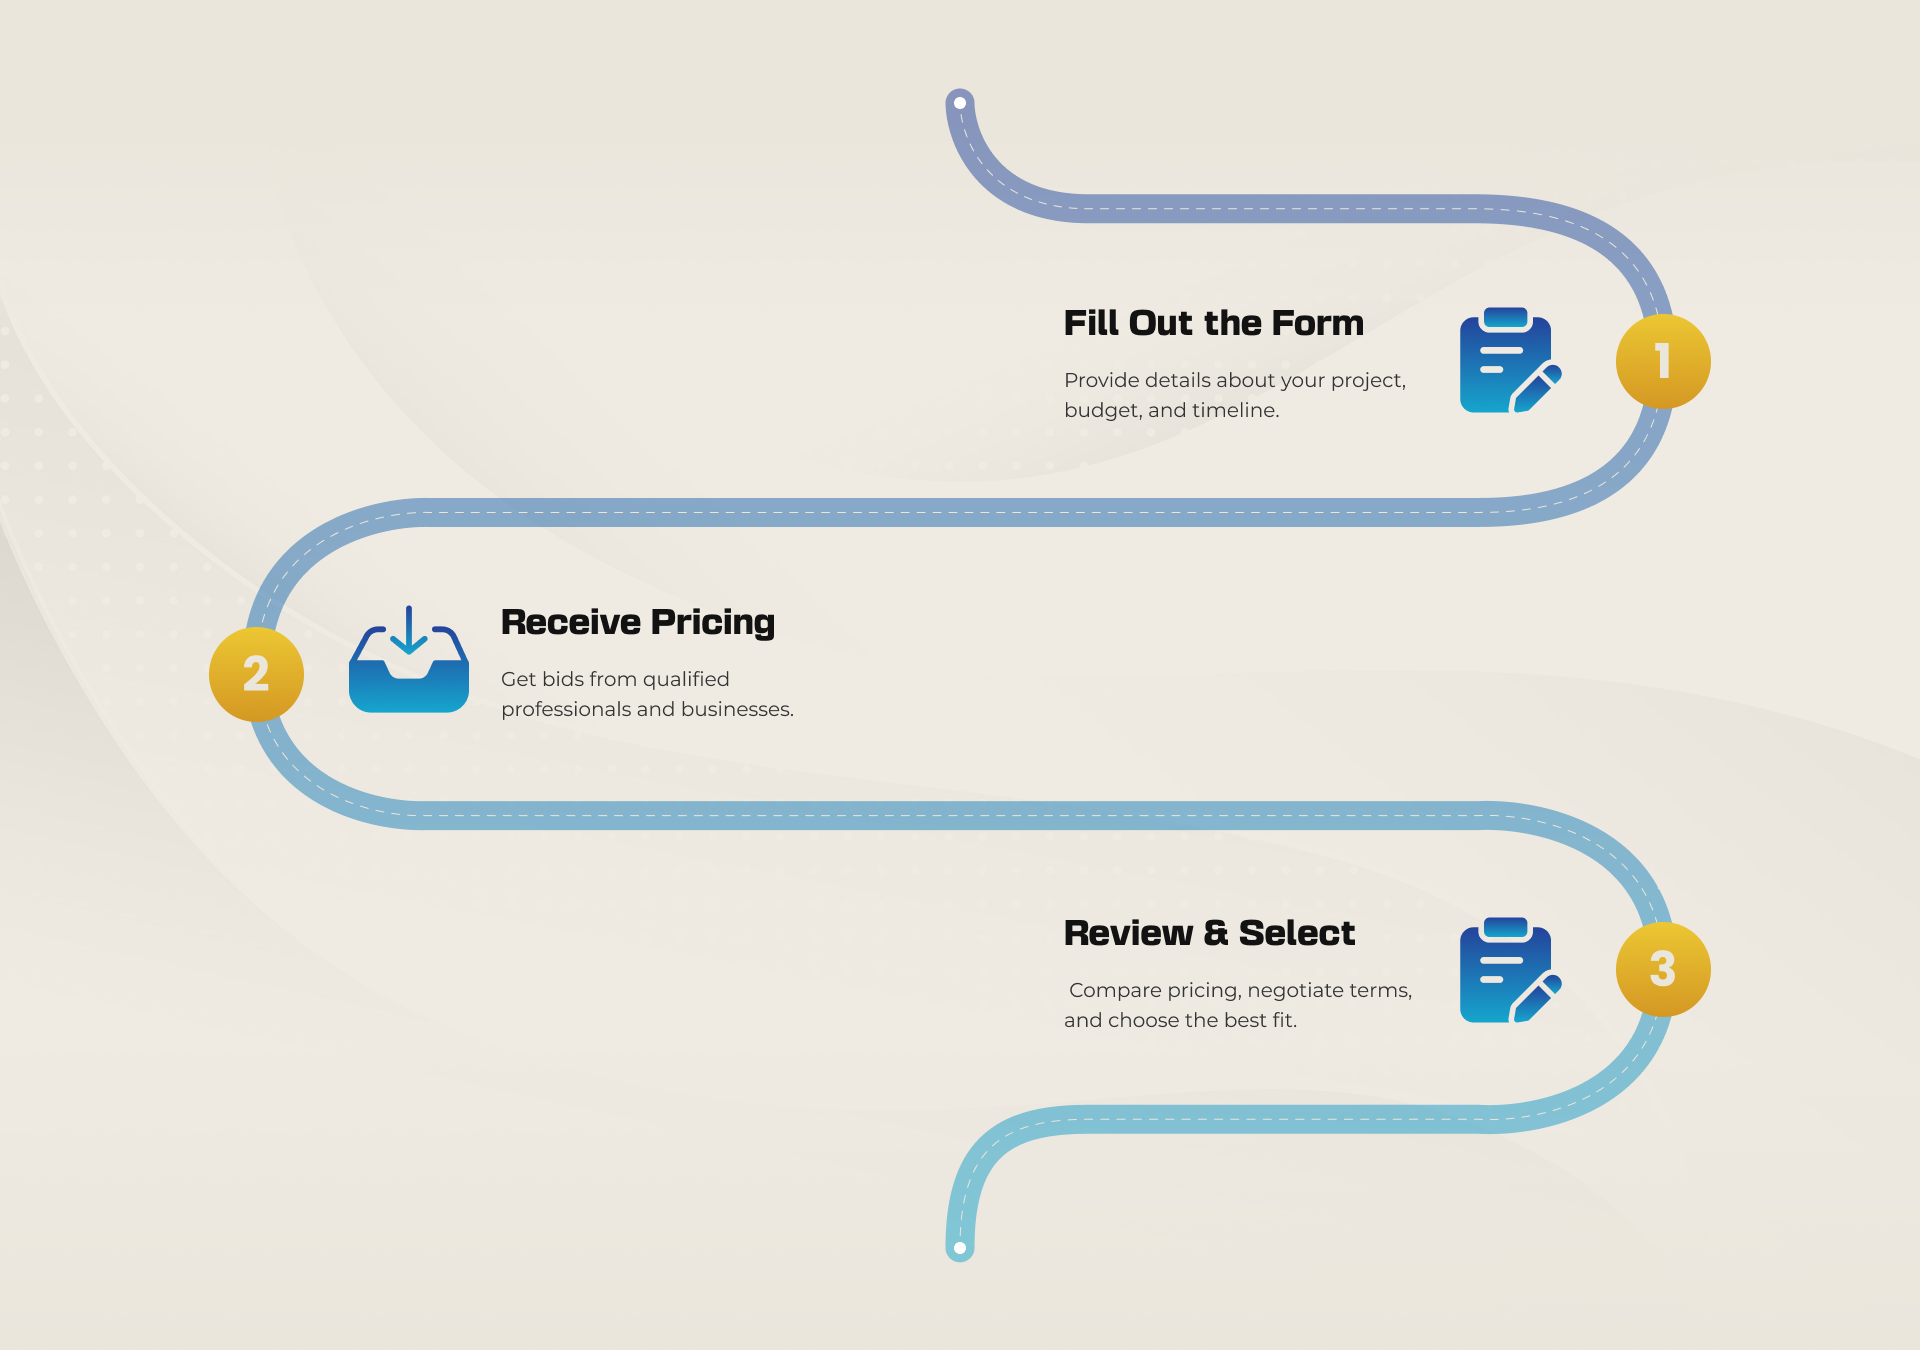 Fill Out the Form
Provide details about your project,
budget, and timeline.
1
Receive Pricing
Get bids from qualified
professionals and businesses.
2
Review & Select
Compare pricing, negotiate terms,
and choose the best fit.
3